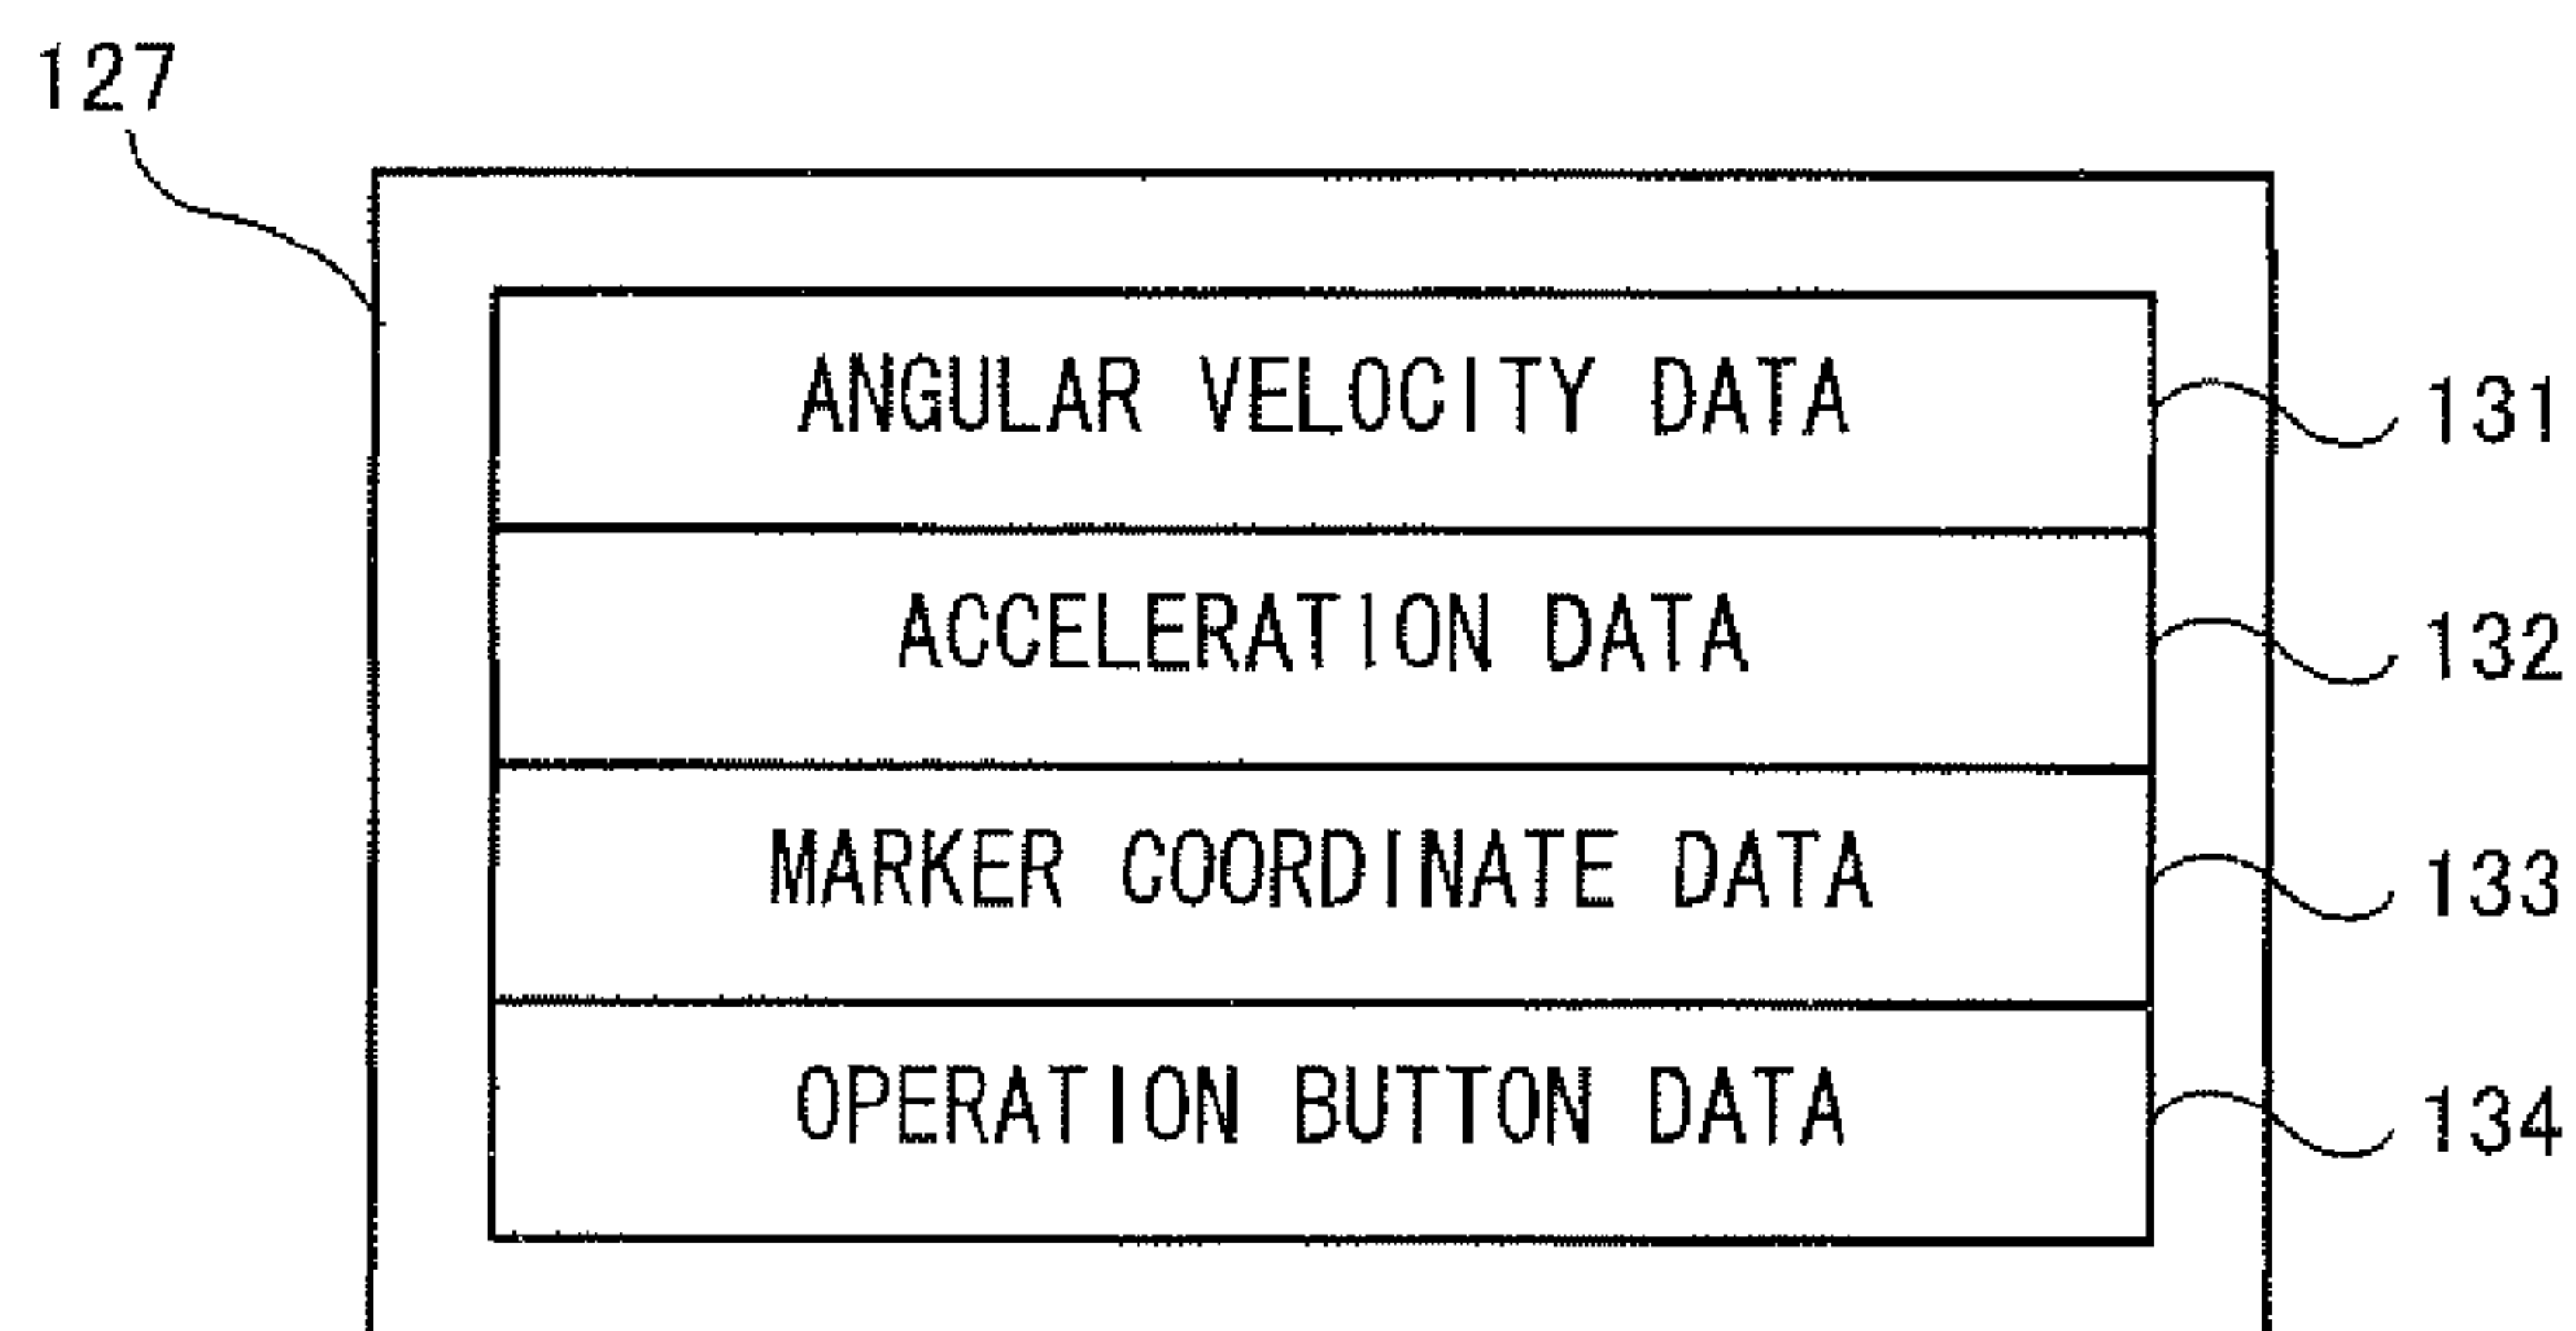 127
ANGULAR VELOCITY DATA 131
ACCELERATION DATA 132
MARKER COORDINATE DATA 133
OPERATION BUTTON DATA 134